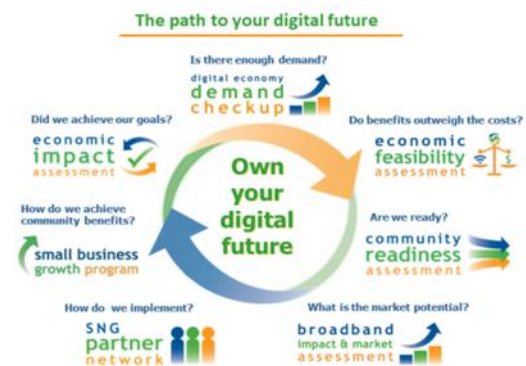 The path to your digital future
Is there enough demand?
digital economy
demand
checkup
Do benefits outweigh the costs?
economic
feasibility
assessment
Are we ready?
community
readiness
assessment
What is the market potential?
broadband
impact & market
assessment
How do we implement?
SNG
partner
network
How do we achieve
community benefits?
small business
growth program
Did we achieve our goals?
economic
impact
assessment
Own
your
digital
future